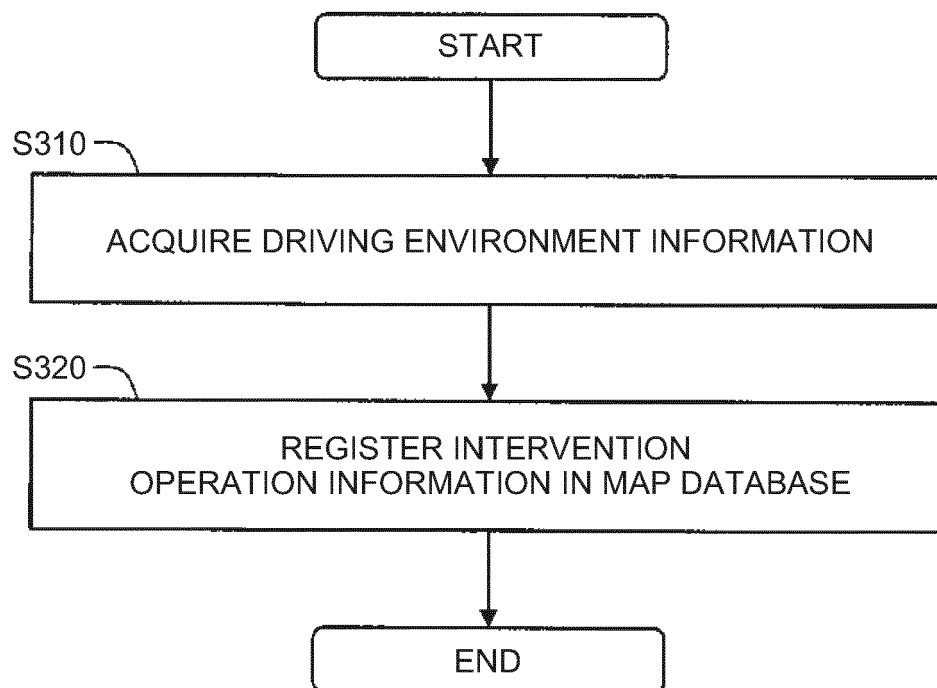 START
S310
ACQUIRE DRIVING ENVIRONMENT INFORMATION
S320
REGISTER INTERVENTION
OPERATION INFORMATION IN MAP DATABASE
END